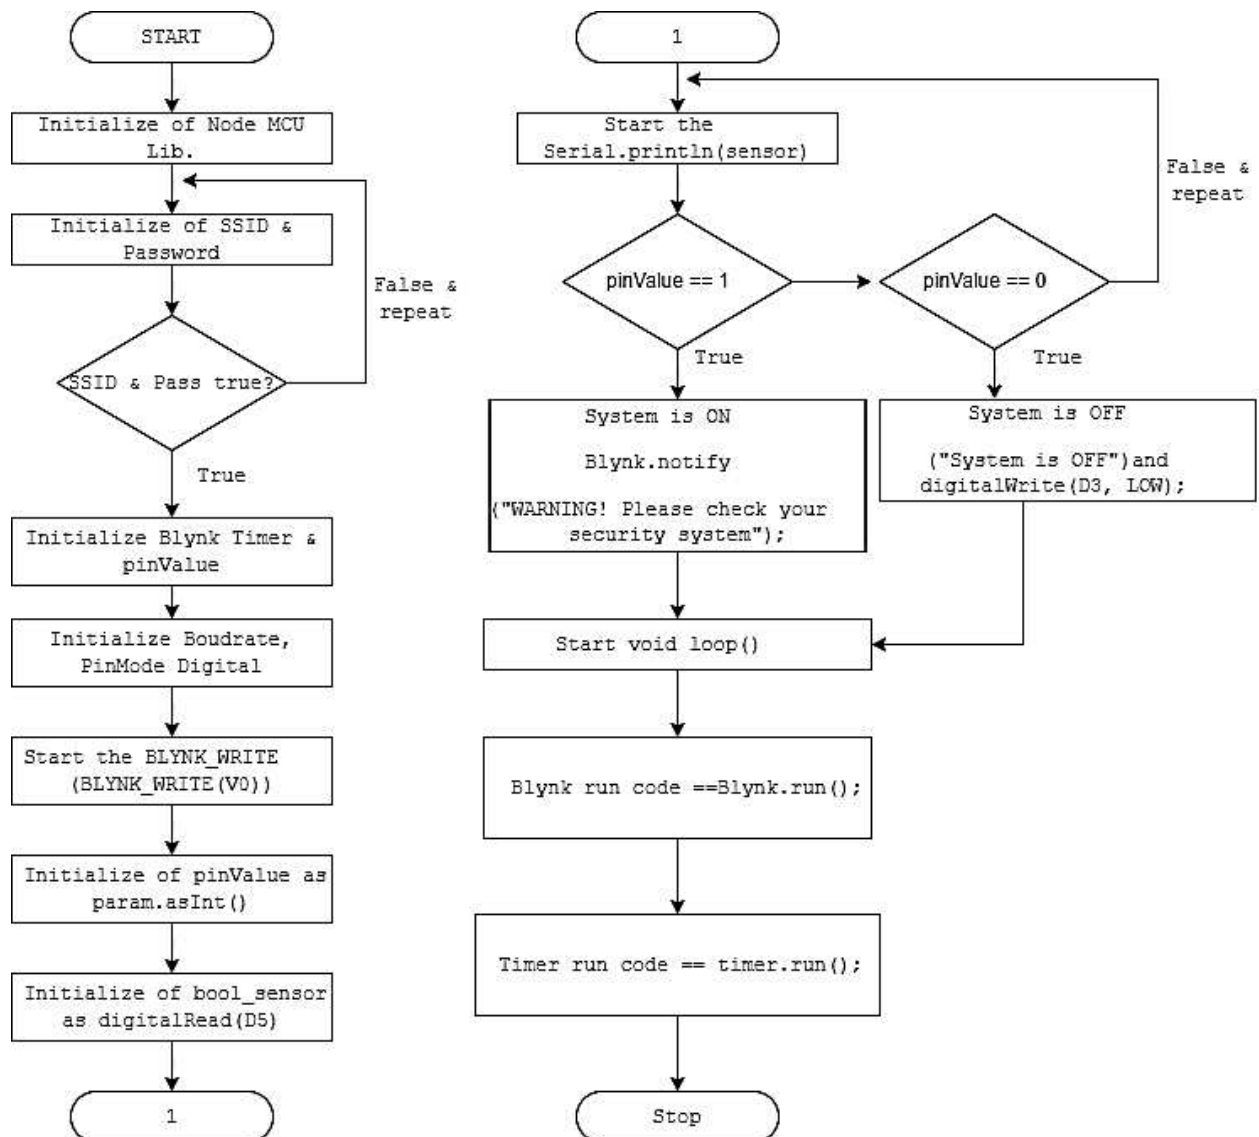 START
Initialize of Node MCU
Lib.
Initialize of SSID &
Password
False &
repeat
SSID & Pass true?
True
Initialize Blynk Timer &
pinValue
Initialize Boudrate,
PinMode Digital
Start the BLYNK_WRITE
(BLYNK_WRITE(V0))
Initialize of pinValue as
param.asInt()
Initialize of bool_sensor
as digitalRead(D5)
1
1
Start the
Serial.println(sensor)
False &
repeat
pinValue == 1
pinValue == 0
True
True
System is ON
Blynk.notify
("WARNING! Please check your
security system");
System is OFF
("System is OFF")and
digitalWrite(D3, LOW);
Start void loop()
Blynk run code ==Blynk.run();
Timer run code == timer.run();
Stop